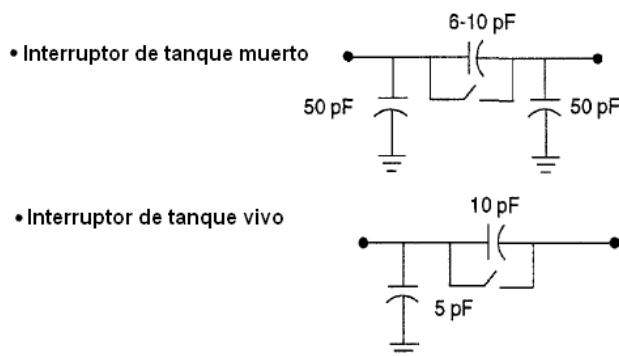 6-10 pF
• Interruptor de tanque muerto
50 pF
50 pF
• Interruptor de tanque vivo
10 pF
5 pF